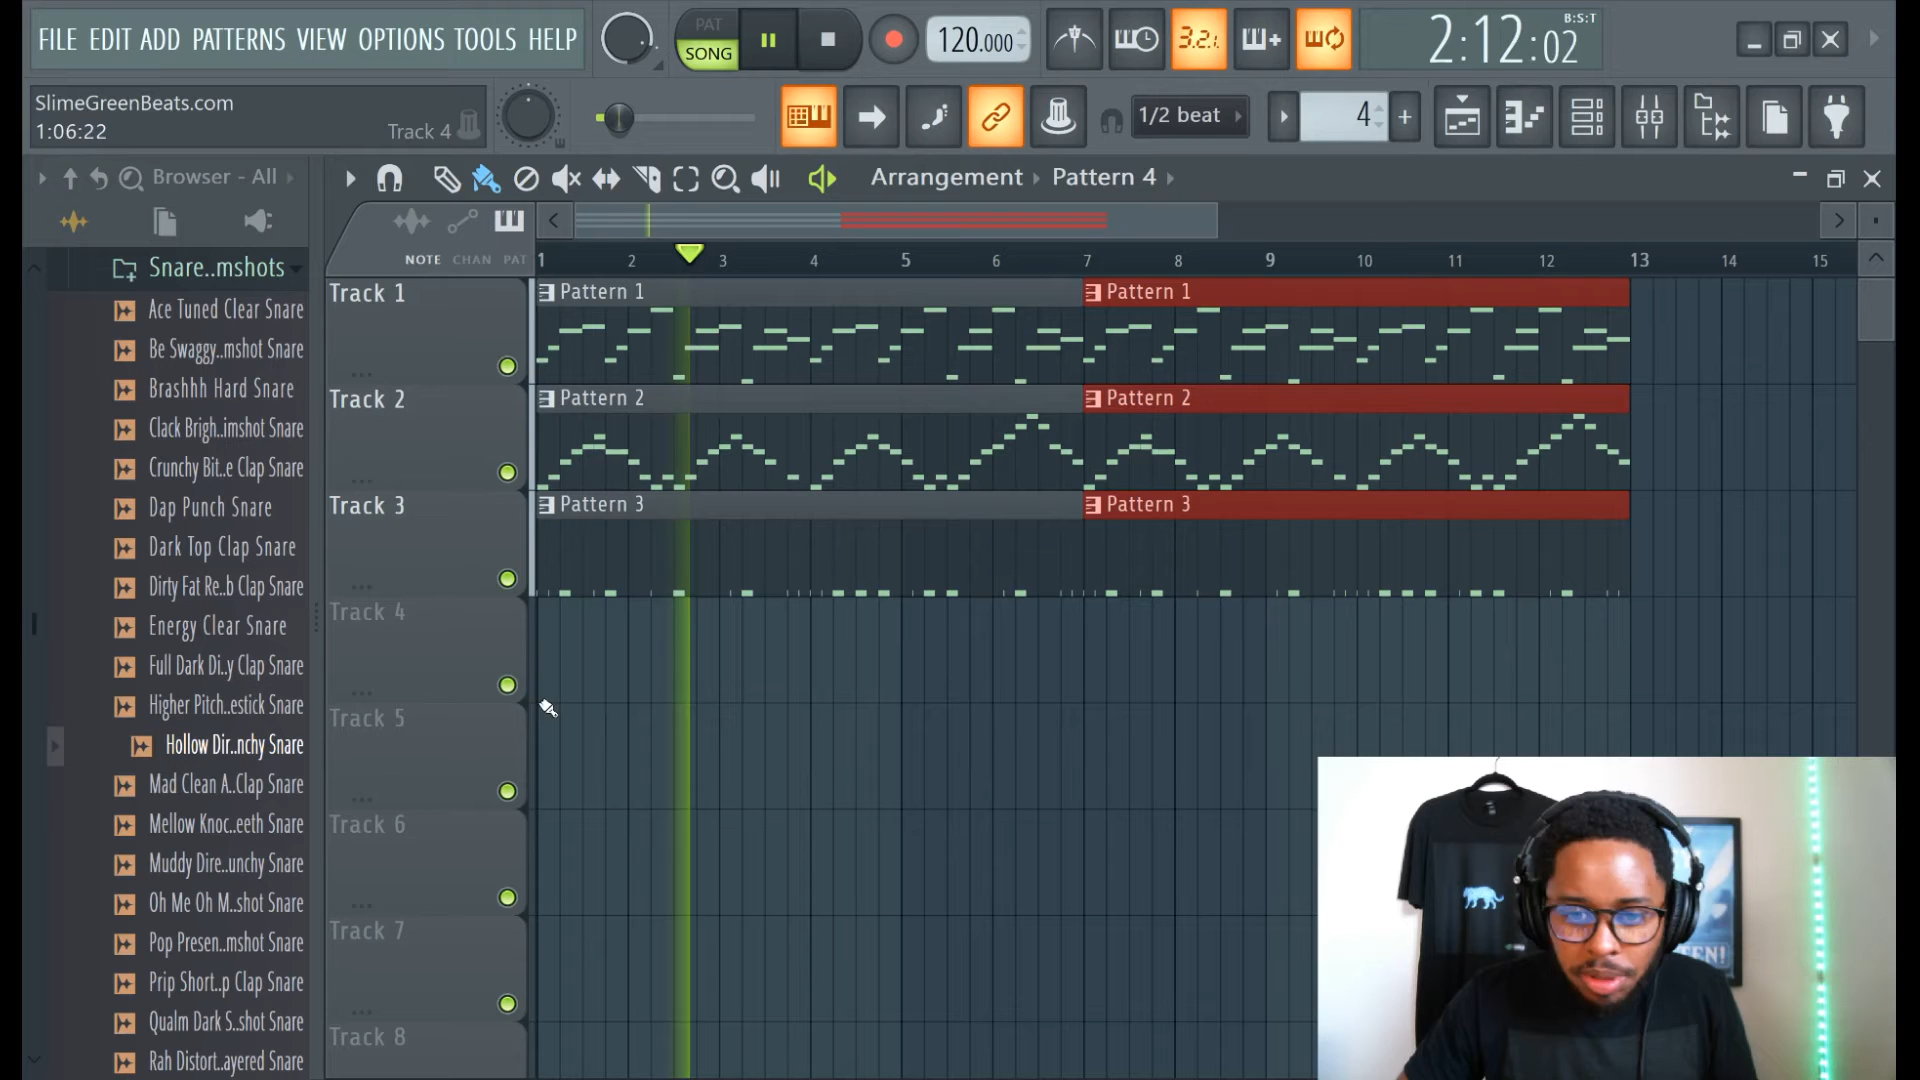 FILE EDIT ADD PATTERNS VIEW OPTIONS TOOLS HELP
PAT
SONG
120.000
3.2.1.
B:S:T
2:12:02
SlimeGreenBeats.com
1:06:22
Track 4
1/2 beat
4
Browser - All
Arrangement
Pattern 4
NOTE CHAN PAT
1 2 3 4 5 6 7 8 9 10 11 12 13 14 15
Snare..mshots
Ace Tuned Clear Snare
Be Swaggy..mshot Snare
Brashhh Hard Snare
Clack Brigh..imshot Snare
Crunchy Bit..e Clap Snare
Dap Punch Snare
Dark Top Clap Snare
Dirty Fat Re..b Clap Snare
Energy Clear Snare
Full Dark Di..y Clap Snare
Higher Pitch..estick Snare
Hollow Dir..nchy Snare
Mad Clean A..Clap Snare
Mellow Knoc..eeth Snare
Muddy Dire..unchy Snare
Oh Me Oh M..shot Snare
Pop Presen..mshot Snare
Prip Short..p Clap Snare
Qualm Dark S..shot Snare
Rah Distort..ayered Snare
Track 1
Pattern 1
Pattern 1
Track 2
Pattern 2
Pattern 2
Track 3
Pattern 3
Pattern 3
Track 4
Track 5
Track 6
Track 7
Track 8